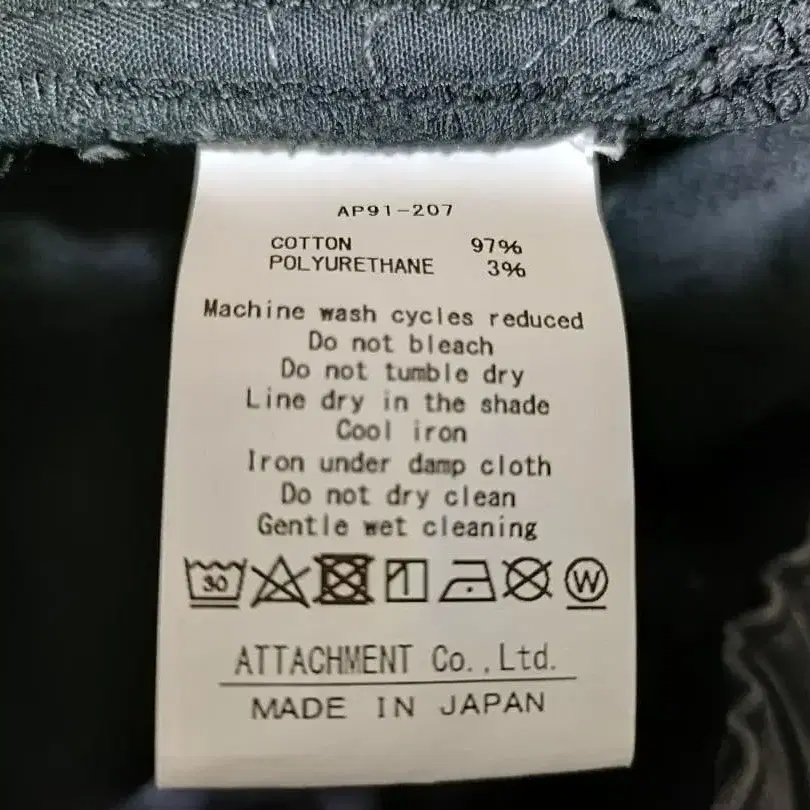 AP91-207
COTTON 97%
POLYURETHANE 3%
Machine wash cycles reduced
Do not bleach
Do not tumble dry
Line dry in the shade
Cool iron
Iron under damp cloth
Do not dry clean
Gentle wet cleaning
30 W
ATTACHMENT Co.,Ltd.
MADE IN JAPAN